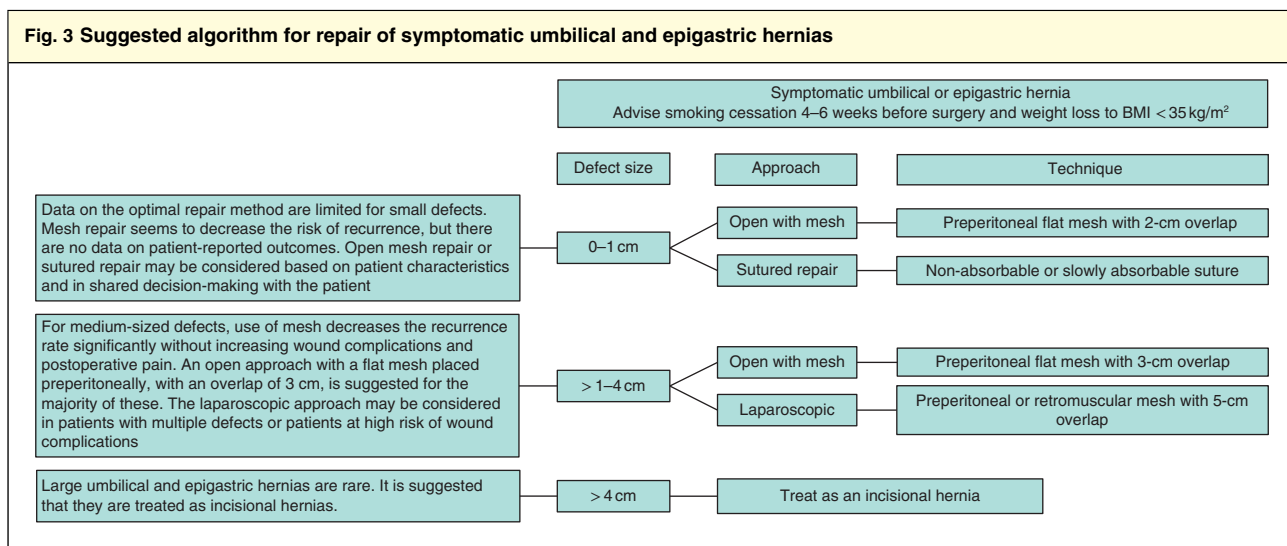 Fig. 3 Suggested algorithm for repair of symptomatic umbilical and epigastric hernias
Symptomatic umbilical or epigastric hernia
Advise smoking cessation 4–6 weeks before surgery and weight loss to BMI < 35 kg/m²
Defect size
Approach
Technique
Data on the optimal repair method are limited for small defects.
Mesh repair seems to decrease the risk of recurrence, but there
are no data on patient-reported outcomes. Open mesh repair or
sutured repair may be considered based on patient characteristics
and in shared decision-making with the patient
0–1 cm
Open with mesh
Preperitoneal flat mesh with 2-cm overlap
Sutured repair
Non-absorbable or slowly absorbable suture
For medium-sized defects, use of mesh decreases the recurrence
rate significantly without increasing wound complications and
postoperative pain. An open approach with a flat mesh placed
preperitoneally, with an overlap of 3 cm, is suggested for the
majority of these. The laparoscopic approach may be considered
in patients with multiple defects or patients at high risk of wound
complications
> 1–4 cm
Open with mesh
Preperitoneal flat mesh with 3-cm overlap
Laparoscopic
Preperitoneal or retromuscular mesh with 5-cm
overlap
Large umbilical and epigastric hernias are rare. It is suggested
that they are treated as incisional hernias.
> 4 cm
Treat as an incisional hernia